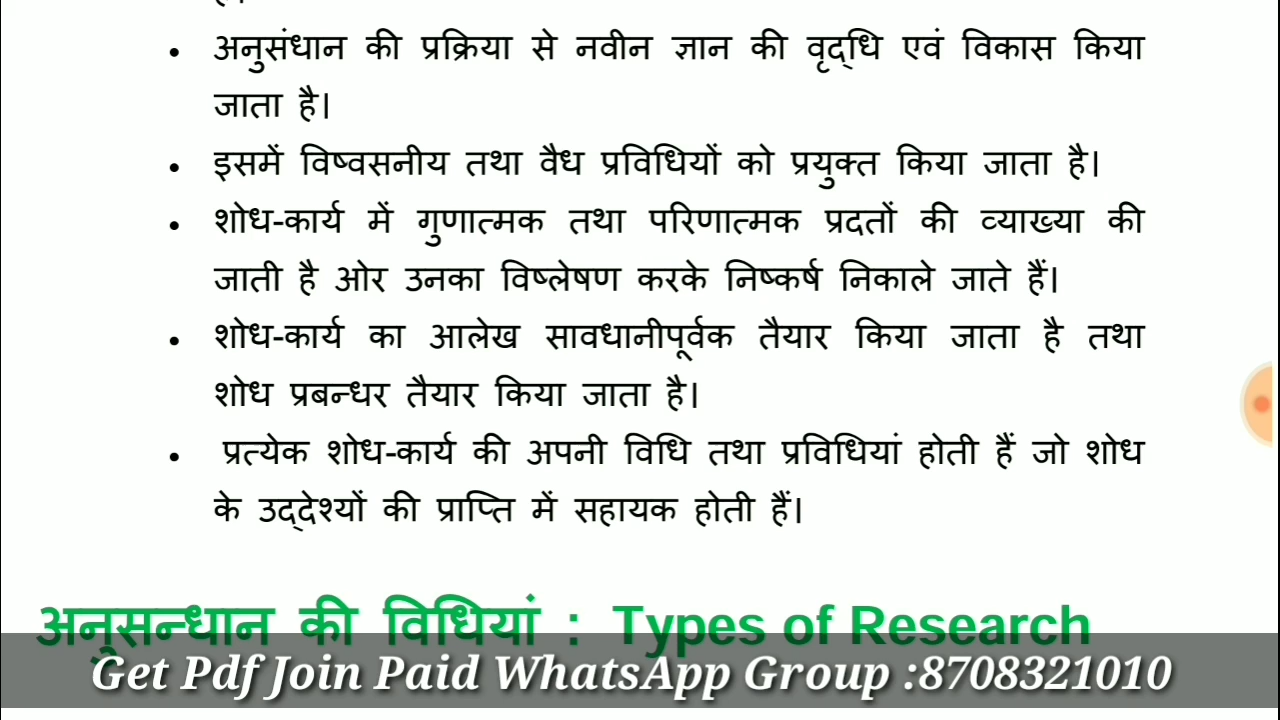 अनुसंधान की प्रक्रिया से नवीन ज्ञान की वृद्धि एवं विकास किया
जाता है।
इसमें विष्वसनीय तथा वैध प्रविधियों को प्रयुक्त किया जाता है।
शोध-कार्य में गुणात्मक तथा परिणात्मक प्रदतों की व्याख्या की
जाती है ओर उनका विष्लेषण करके निष्कर्ष निकाले जाते हैं।
शोध-कार्य का आलेख सावधानीपूर्वक तैयार किया जाता है तथा
शोध प्रबन्धर तैयार किया जाता है।
प्रत्येक शोध-कार्य की अपनी विधि तथा प्रविधियां होती हैं जो शोध
के उद्देश्यों की प्राप्ति में सहायक होती हैं।
अनुसन्धान की विधियां : Types of Research
Get Pdf Join Paid WhatsApp Group :8708321010